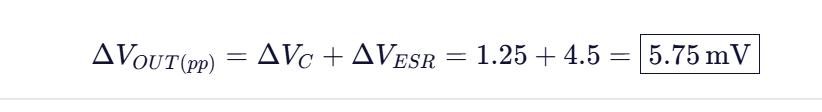 ΔV_{OUT(pp)} = ΔV_C + ΔV_{ESR} = 1.25 + 4.5 = 5.75 mV